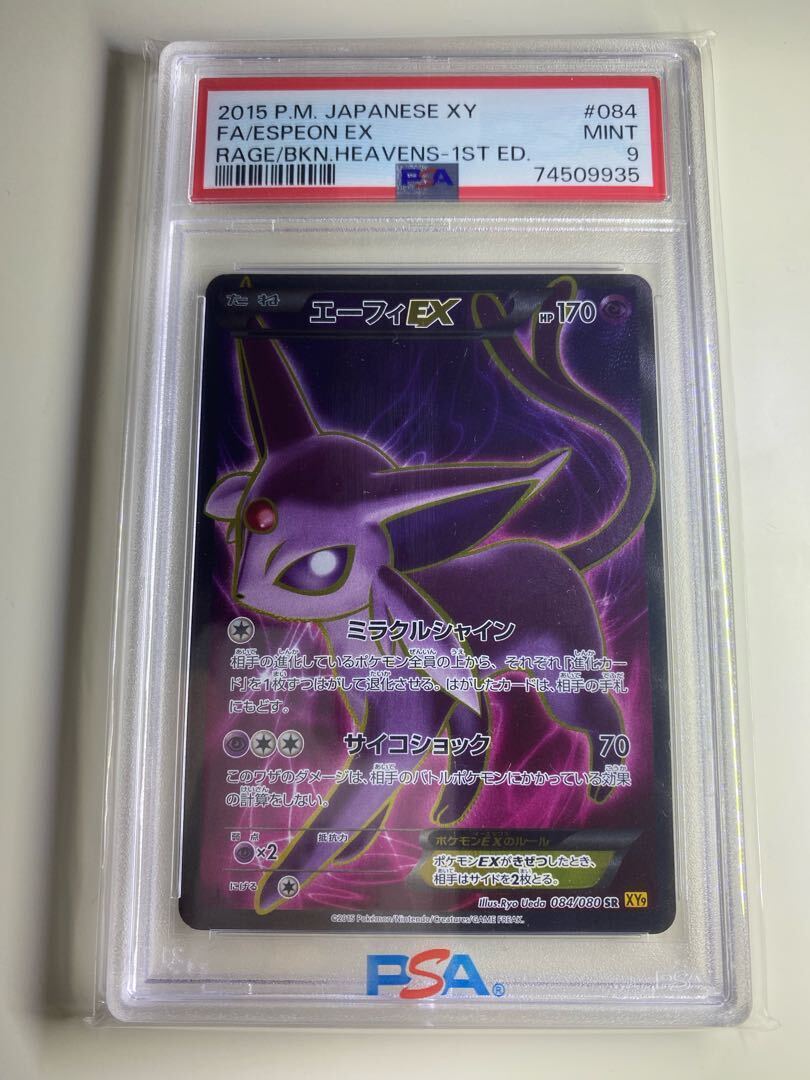 2015 P.M. JAPANESE XY #084
FA/ESPEON EX MINT
RAGE/BKN.HEAVENS-1ST ED. 9
PSA 74509935
たね エーフィEX HP170
ミラクルシャイン
相手の進化しているポケモン全員の上から、それぞれ「進化カー
ド」を1枚ずつはがして退化させる。はがしたカードは、相手の手札
にもどす。
サイコショック 70
このワザのダメージは、相手のバトルポケモンにかかっている効果
の計算をしない。
弱点 抵抗力
×2
にげる
ポケモンEXのルール
ポケモンEXがきぜつしたとき、
相手はサイドを2枚とる。
Illus.Ryo Ueda 084/080 SR XY9
©2015 Pokémon/Nintendo/Creatures/GAME FREAK.
PSA®